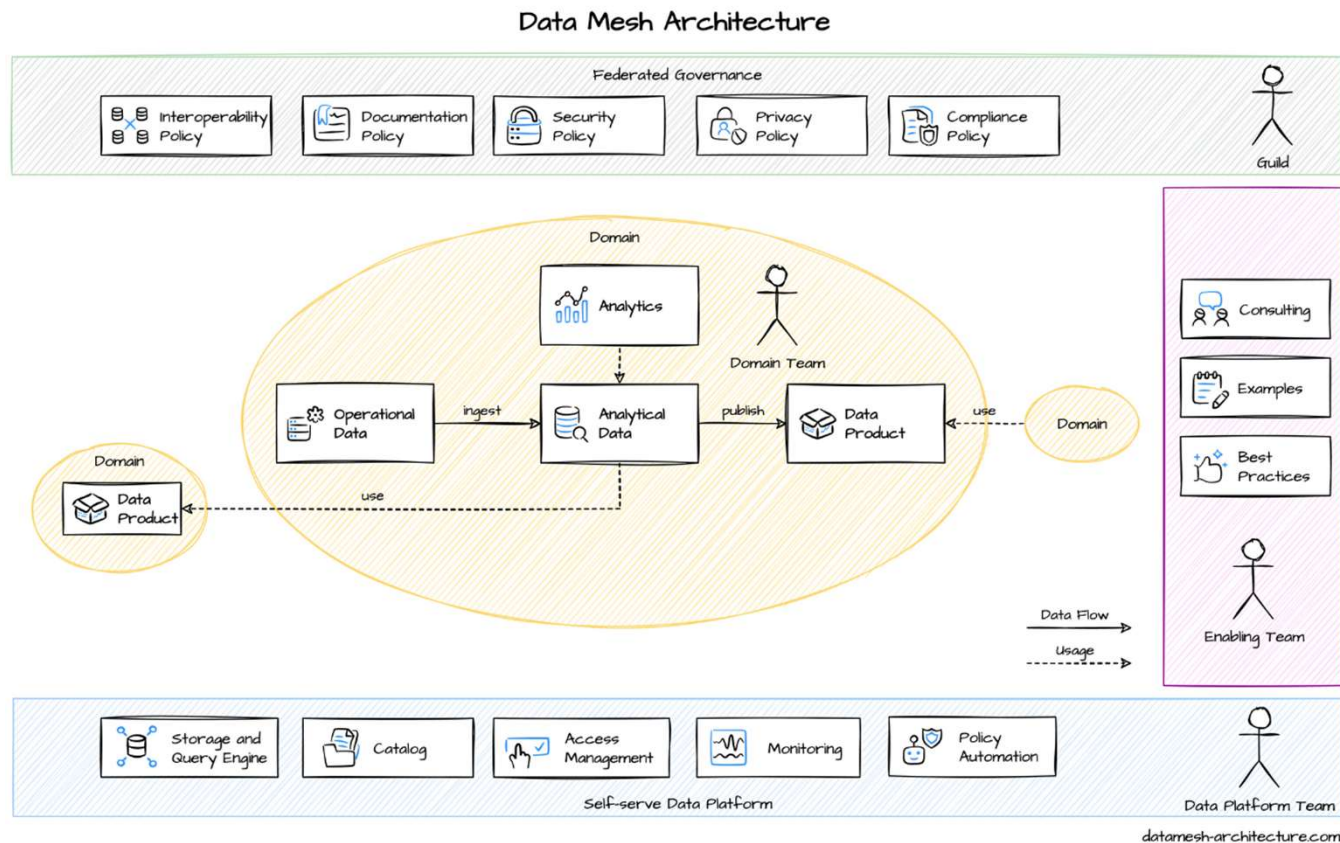 Data Mesh Architecture
Federated Governance
Interoperability
Policy
Documentation
Policy
Security
Policy
Privacy
Policy
Compliance
Policy
Guild
Domain
Analytics
Domain Team
Operational
Data
ingest
Analytical
Data
publish
Data
Product
use
Domain
Domain
Data
Product
use
Consulting
Examples
Best
Practices
Enabling Team
Data Flow
Usage
Storage and
Query Engine
Catalog
Access
Management
Monitoring
Policy
Automation
Self-serve Data Platform
Data Platform Team
datamesh-architecture.com